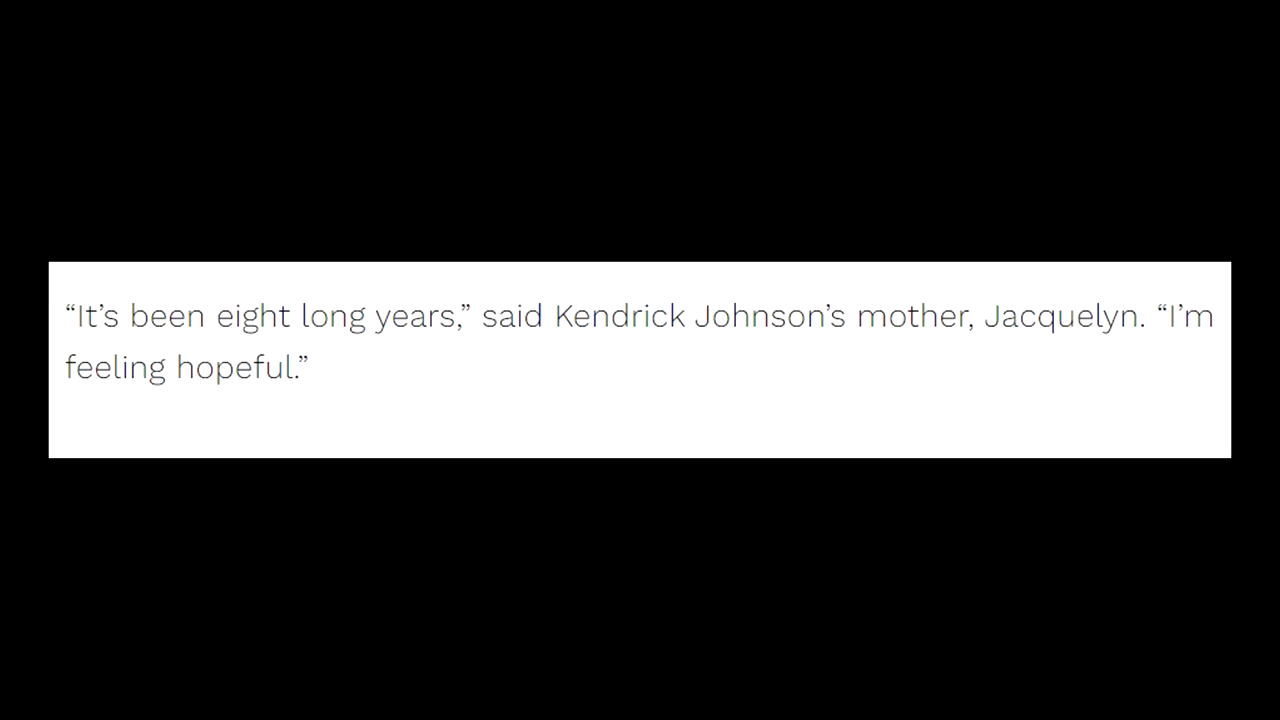 “It’s been eight long years,” said Kendrick Johnson’s mother, Jacquelyn. “I’m
feeling hopeful.”